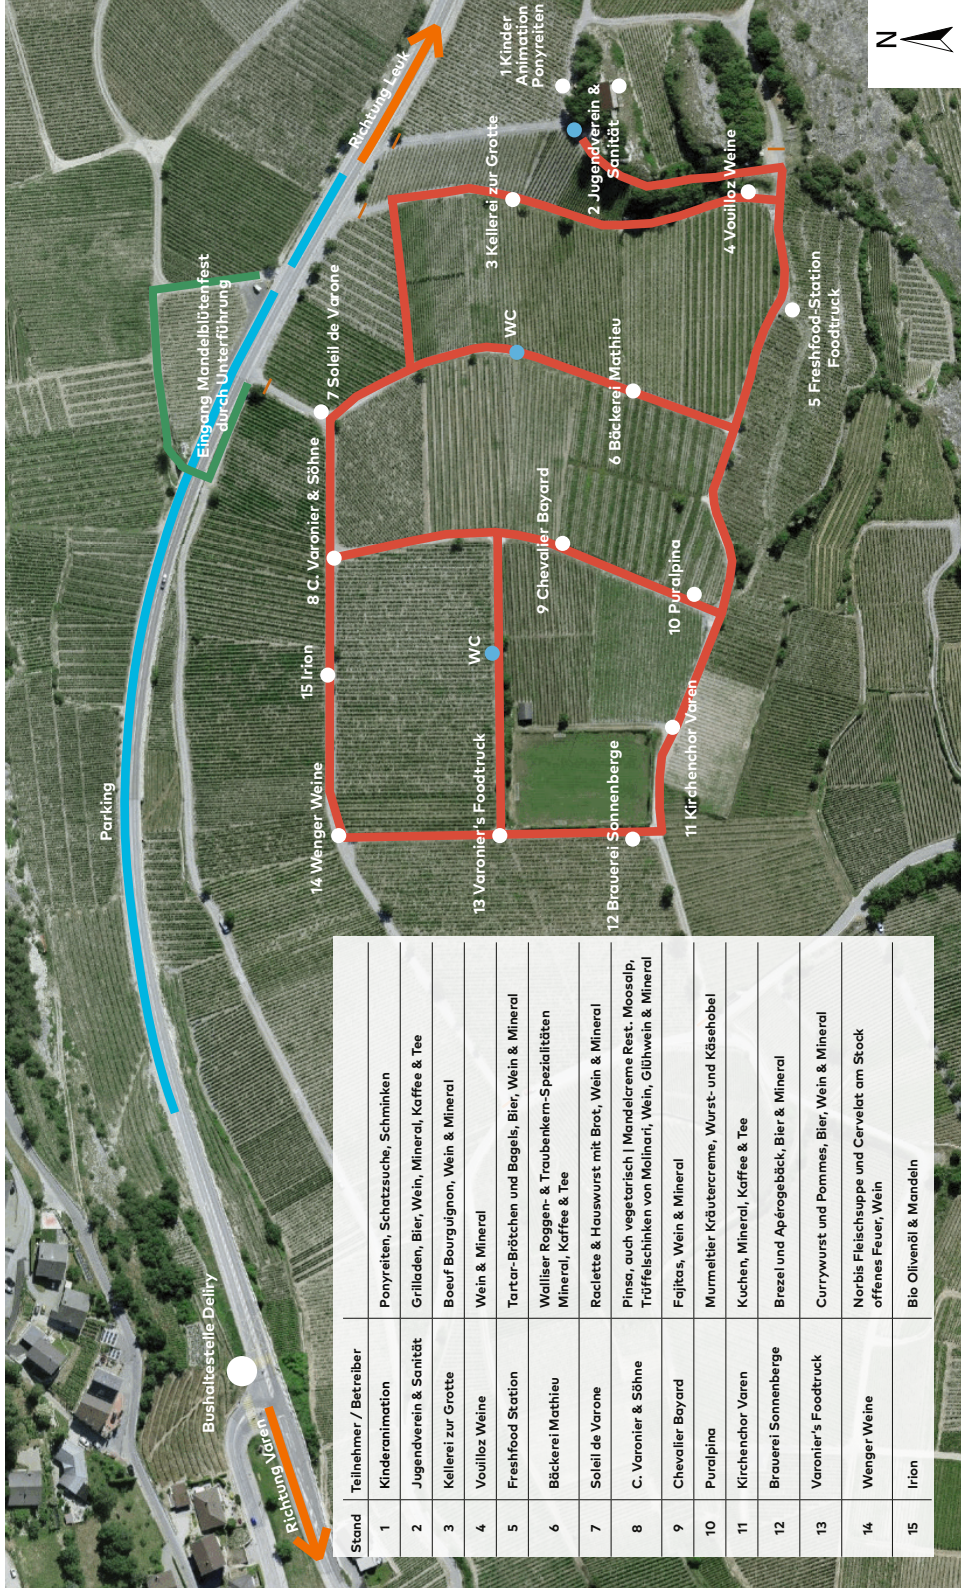 N
Richtung Leuk
1 Kinder
Animation
Ponyreiten
2 Jugendverein &
Sanität
3 Kellerei zur Grotte
4 Vouilloz Weine
Eingang Mandelblütenfest
durch Unterführung
7 Soleil de Varone
WC
6 Bäckerei Mathieu
5 Freshfood-Station
Foodtruck
8 C. Varonier & Söhne
9 Chevalier Bayard
10 Puralpina
15 Irion
WC
11 Kirchenchor Varen
Parking
14 Wenger Weine
13 Varonier's Foodtruck
12 Brauerei Sonnenberge
Bushaltestelle Deliry
Richtung Varen
Stand Teilnehmer / Betreiber
1 Kinderanimation Ponyreiten, Schatzsuche, Schminken
2 Jugendverein & Sanität Grilladen, Bier, Wein, Mineral, Kaffee & Tee
3 Kellerei zur Grotte Boeuf Bourguignon, Wein & Mineral
4 Vouilloz Weine Wein & Mineral
5 Freshfood Station Tartar-Brötchen und Bagels, Bier, Wein & Mineral
6 Bäckerei Mathieu Walliser Roggen- & Traubenkern-Spezialitäten
Mineral, Kaffee & Tee
7 Soleil de Varone Raclette & Hauswurst mit Brot, Wein & Mineral
8 C. Varonier & Söhne Pinsa, auch vegetarisch | Mandelcreme Rest. Moosalp,
Trüffelschinken von Molinari, Wein, Glühwein & Mineral
9 Chevalier Bayard Fajitas, Wein & Mineral
10 Puralpina Murmeltier Kräutercreme, Wurst- und Käsehobel
11 Kirchenchor Varen Kuchen, Mineral, Kaffee & Tee
12 Brauerei Sonnenberge Brezel und Apérogebäck, Bier & Mineral
13 Varonier's Foodtruck Currywurst und Pommes, Bier, Wein & Mineral
14 Wenger Weine Norbis Fleischsuppe und Cervelat am Stock
offenes Feuer, Wein
15 Irion Bio Olivenöl & Mandeln